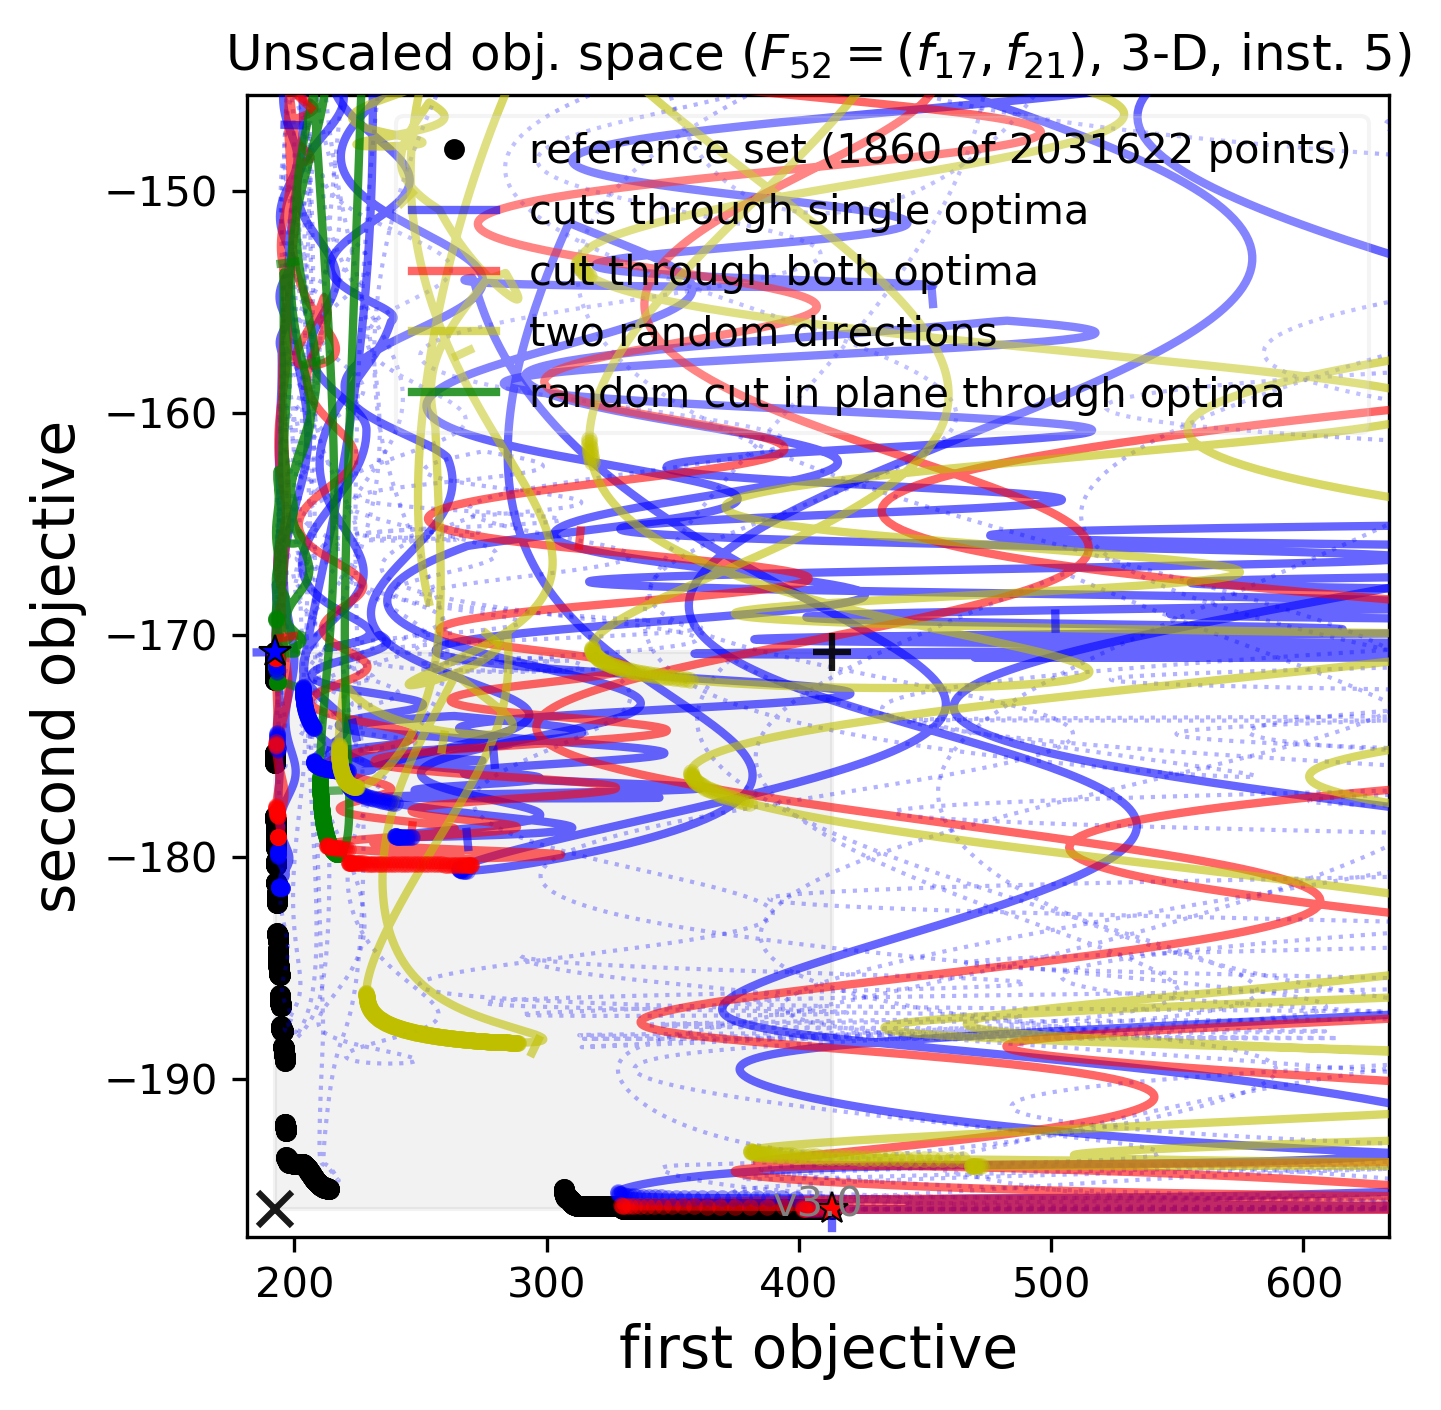 Unscaled obj. space (F52 = (f17, f21), 3-D, inst. 5)
reference set (1860 of 2031622 points)
cuts through single optima
cut through both optima
two random directions
random cut in plane through optima
−150
−160
−170
−180
−190
second objective
v3.0
200 300 400 500 600
first objective